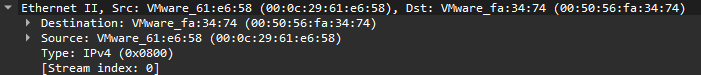 Ethernet II, Src: VMware_61:e6:58 (00:0c:29:61:e6:58), Dst: VMware_fa:34:74 (00:50:56:fa:34:74)
Destination: VMware_fa:34:74 (00:50:56:fa:34:74)
Source: VMware_61:e6:58 (00:0c:29:61:e6:58)
Type: IPv4 (0x0800)
[Stream index: 0]